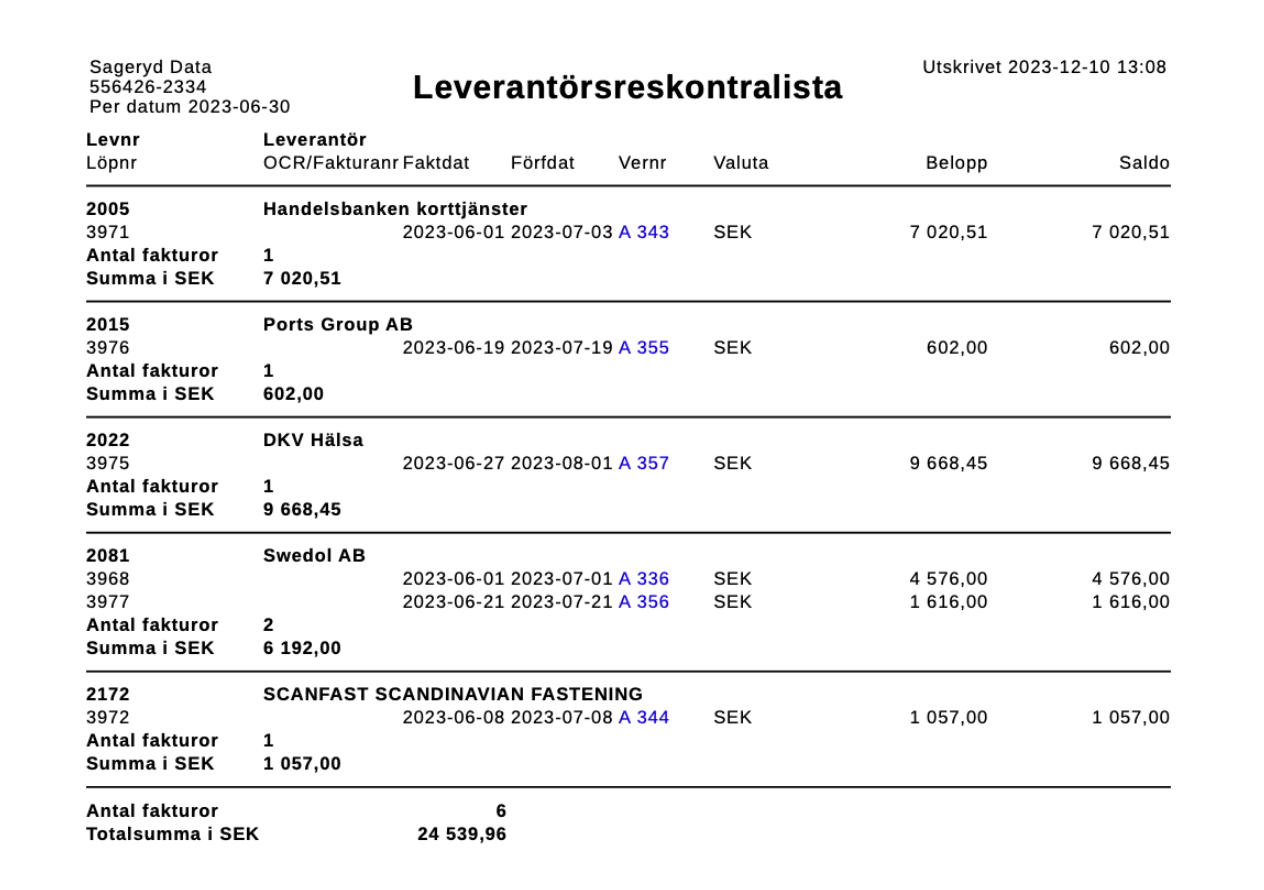 Sageryd Data
556426-2334
Per datum 2023-06-30
Leverantörsreskontralista
Utskrivet 2023-12-10 13:08
Levnr Leverantör
Löpnr OCR/Fakturanr Faktdat Förfdat Vernr Valuta Belopp Saldo
2005 Handelsbanken korttjänster
3971 2023-06-01 2023-07-03 A 343 SEK 7 020,51 7 020,51
Antal fakturor 1
Summa i SEK 7 020,51
2015 Ports Group AB
3976 2023-06-19 2023-07-19 A 355 SEK 602,00 602,00
Antal fakturor 1
Summa i SEK 602,00
2022 DKV Hälsa
3975 2023-06-27 2023-08-01 A 357 SEK 9 668,45 9 668,45
Antal fakturor 1
Summa i SEK 9 668,45
2081 Swedol AB
3968 2023-06-01 2023-07-01 A 336 SEK 4 576,00 4 576,00
3977 2023-06-21 2023-07-21 A 356 SEK 1 616,00 1 616,00
Antal fakturor 2
Summa i SEK 6 192,00
2172 SCANFAST SCANDINAVIAN FASTENING
3972 2023-06-08 2023-07-08 A 344 SEK 1 057,00 1 057,00
Antal fakturor 1
Summa i SEK 1 057,00
Antal fakturor 6
Totalsumma i SEK 24 539,96